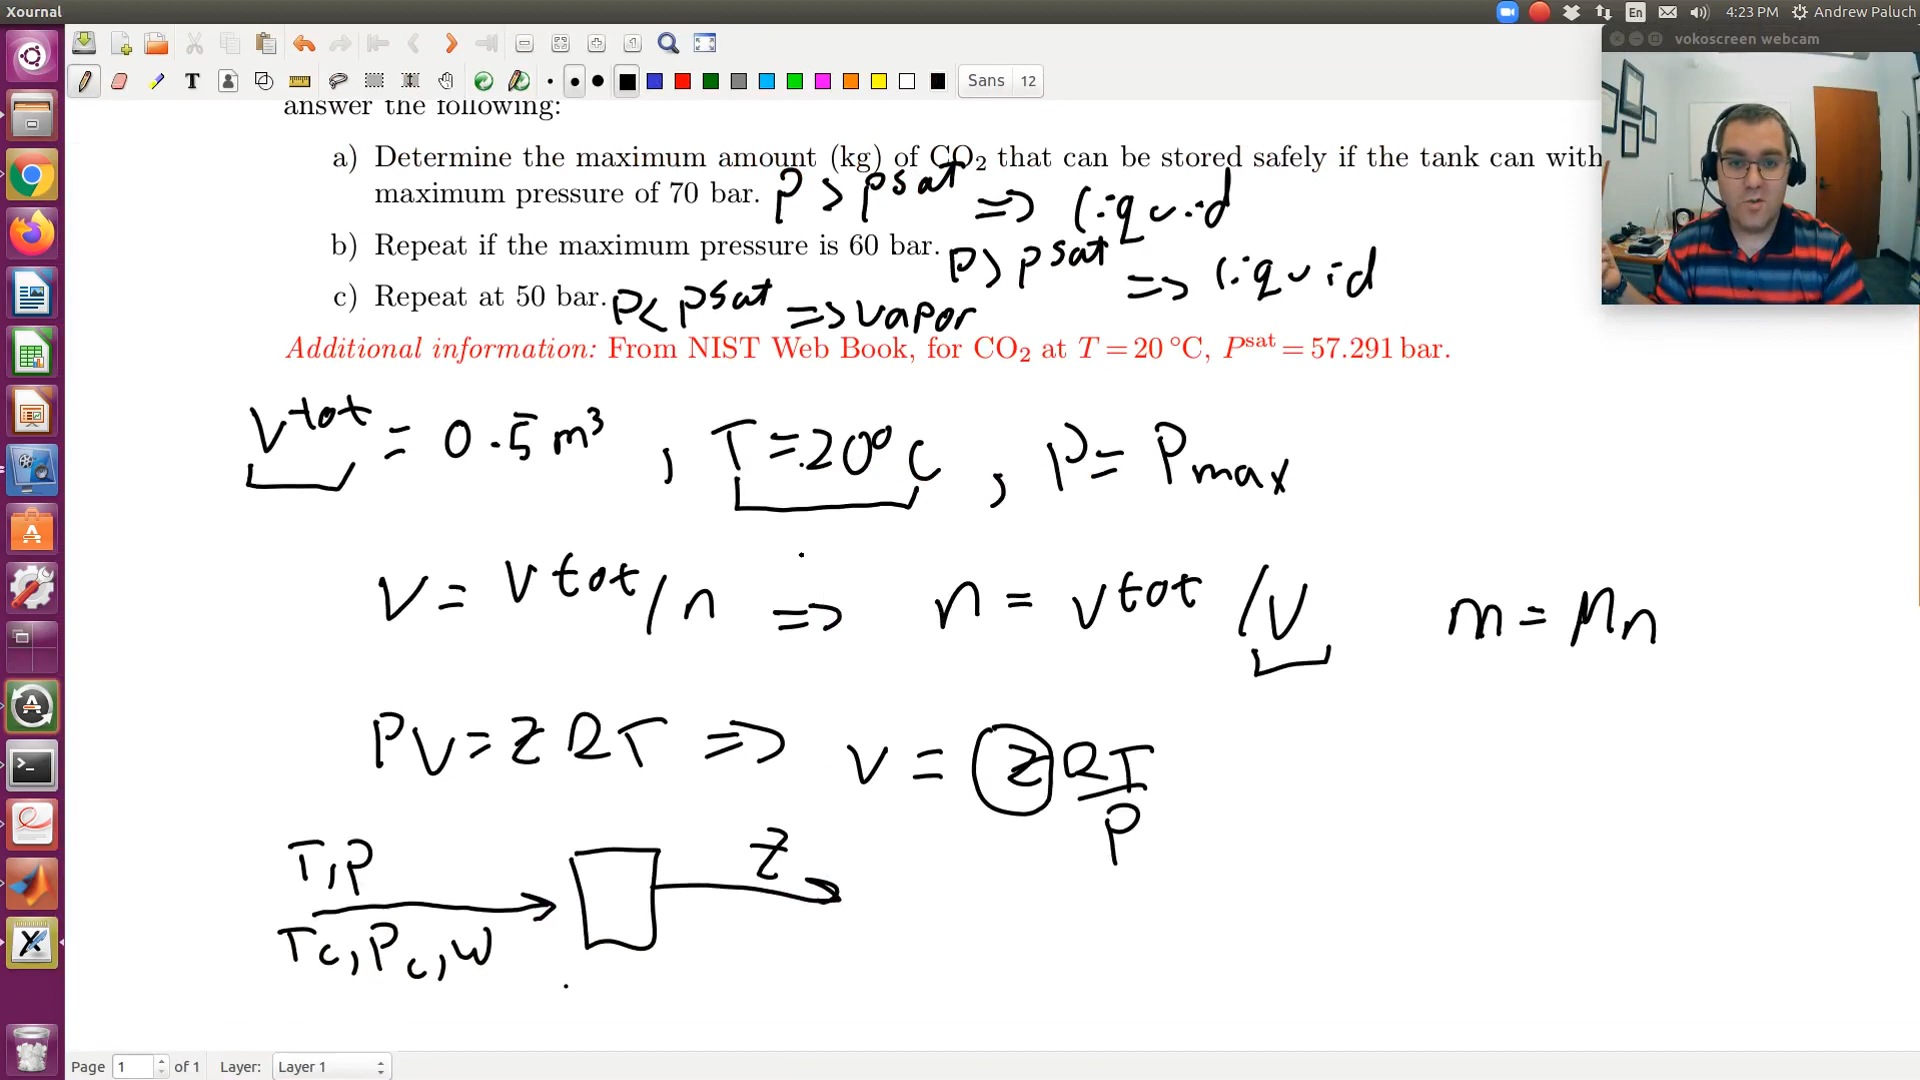 Xournal
En
4:23 PM
Andrew Paluch
vokoscreen webcam
Sans 12
answer the following:
a) Determine the maximum amount (kg) of CO₂ that can be stored safely if the tank can with
maximum pressure of 70 bar. P > Psat => liquid
b) Repeat if the maximum pressure is 60 bar. P > Psat => liquid
c) Repeat at 50 bar. P < Psat => vapor
Additional information: From NIST Web Book, for CO₂ at T = 20 °C, Psat = 57.291 bar.
Vtot = 0.5 m³ , T = 20°C , P = Pmax
V = Vtot/n => n = Vtot/V m = Mn
PV = ZRT => V = ZRT/P
T,P
Z
Tc,Pc,ω
Page 1 of 1 Layer: Layer 1